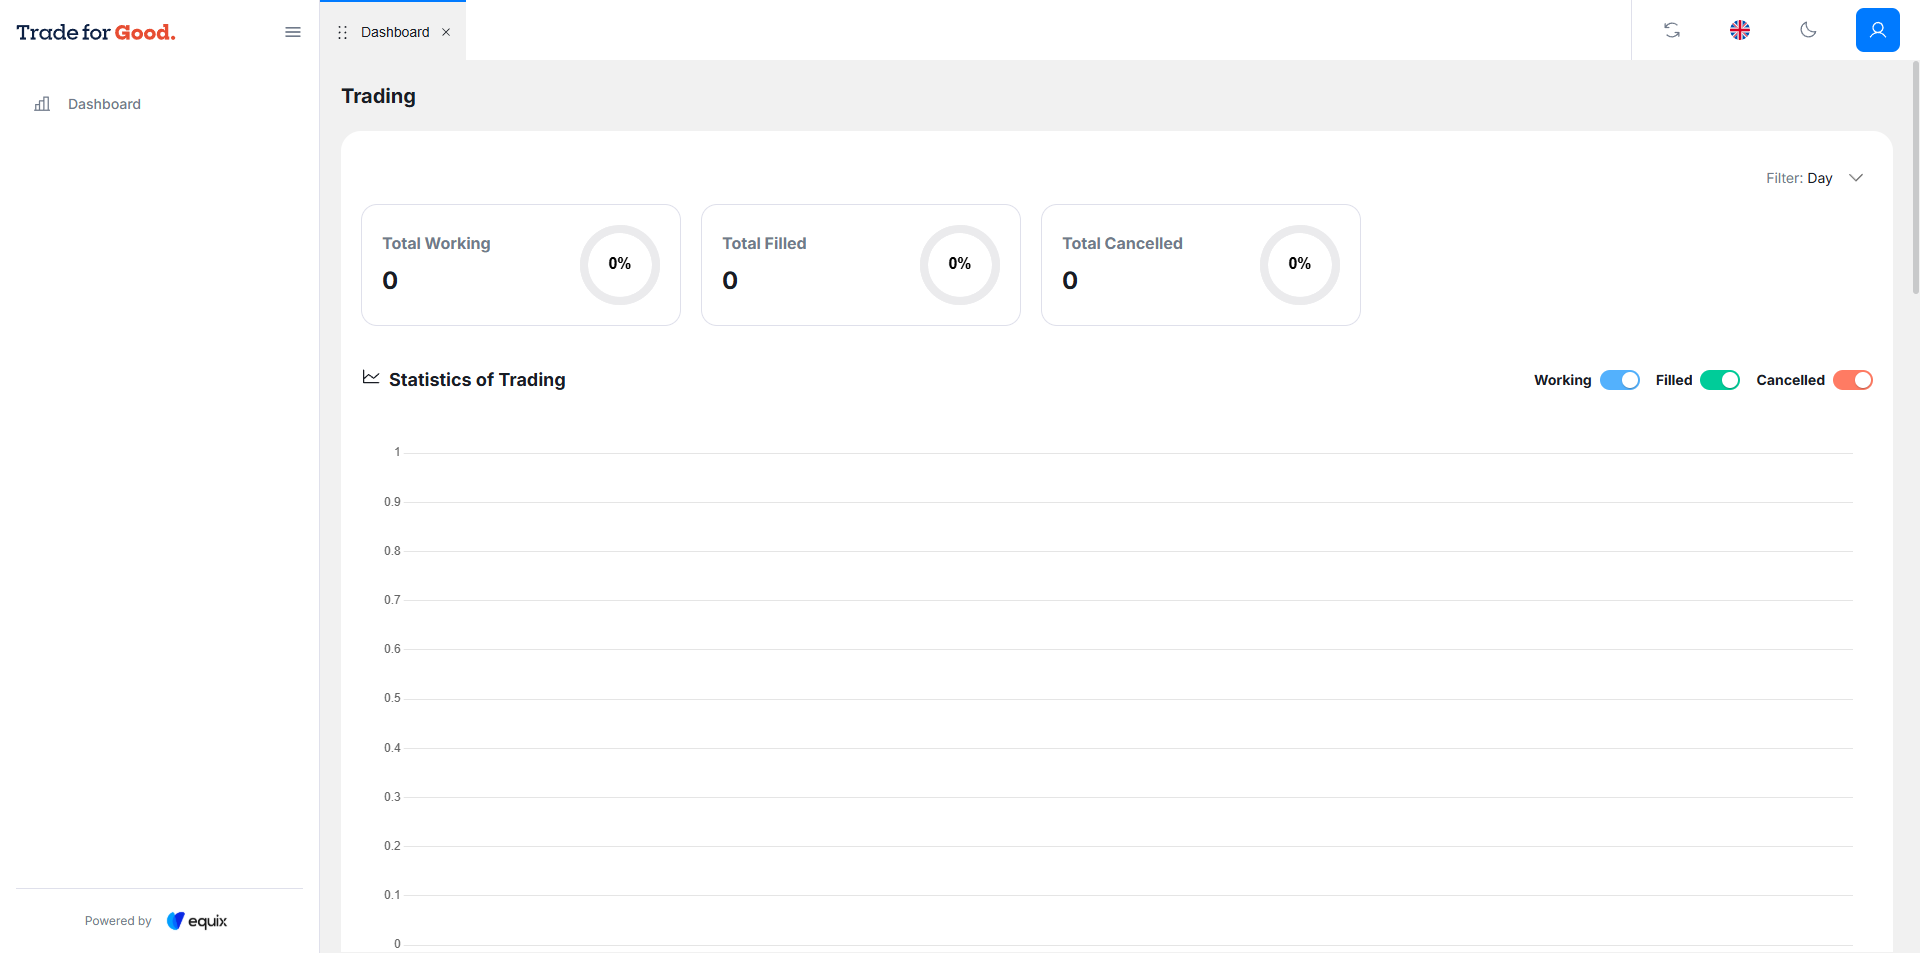 Trade for Good.
Dashboard
Dashboard
Trading
Filter: Day
Total Working
0
0%
Total Filled
0
0%
Total Cancelled
0
0%
Statistics of Trading
Working
Filled
Cancelled
1
0.9
0.8
0.7
0.6
0.5
0.4
0.3
0.2
0.1
0
Powered by equix